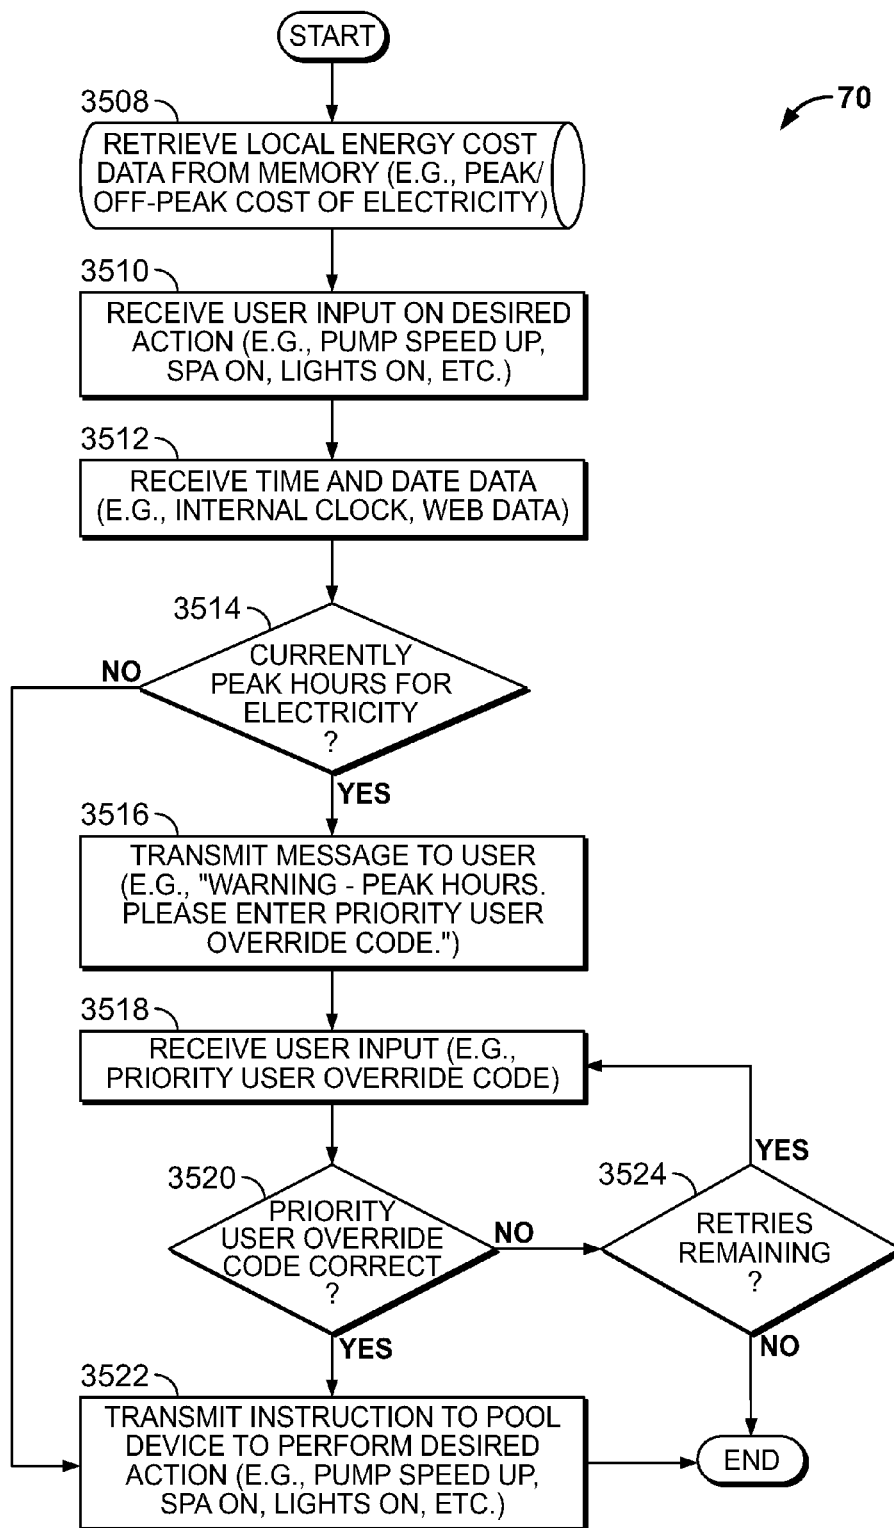 START
70
3508
RETRIEVE LOCAL ENERGY COST
DATA FROM MEMORY (E.G., PEAK/
OFF-PEAK COST OF ELECTRICITY)
3510
RECEIVE USER INPUT ON DESIRED
ACTION (E.G., PUMP SPEED UP,
SPA ON, LIGHTS ON, ETC.)
3512
RECEIVE TIME AND DATE DATA
(E.G., INTERNAL CLOCK, WEB DATA)
3514
CURRENTLY
PEAK HOURS FOR
ELECTRICITY
?
NO
YES
3516
TRANSMIT MESSAGE TO USER
(E.G., "WARNING - PEAK HOURS.
PLEASE ENTER PRIORITY USER
OVERRIDE CODE.")
3518
RECEIVE USER INPUT (E.G.,
PRIORITY USER OVERRIDE CODE)
3520
PRIORITY
USER OVERRIDE
CODE CORRECT
?
NO
YES
3524
RETRIES
REMAINING
?
YES
NO
3522
TRANSMIT INSTRUCTION TO POOL
DEVICE TO PERFORM DESIRED
ACTION (E.G., PUMP SPEED UP,
SPA ON, LIGHTS ON, ETC.)
END